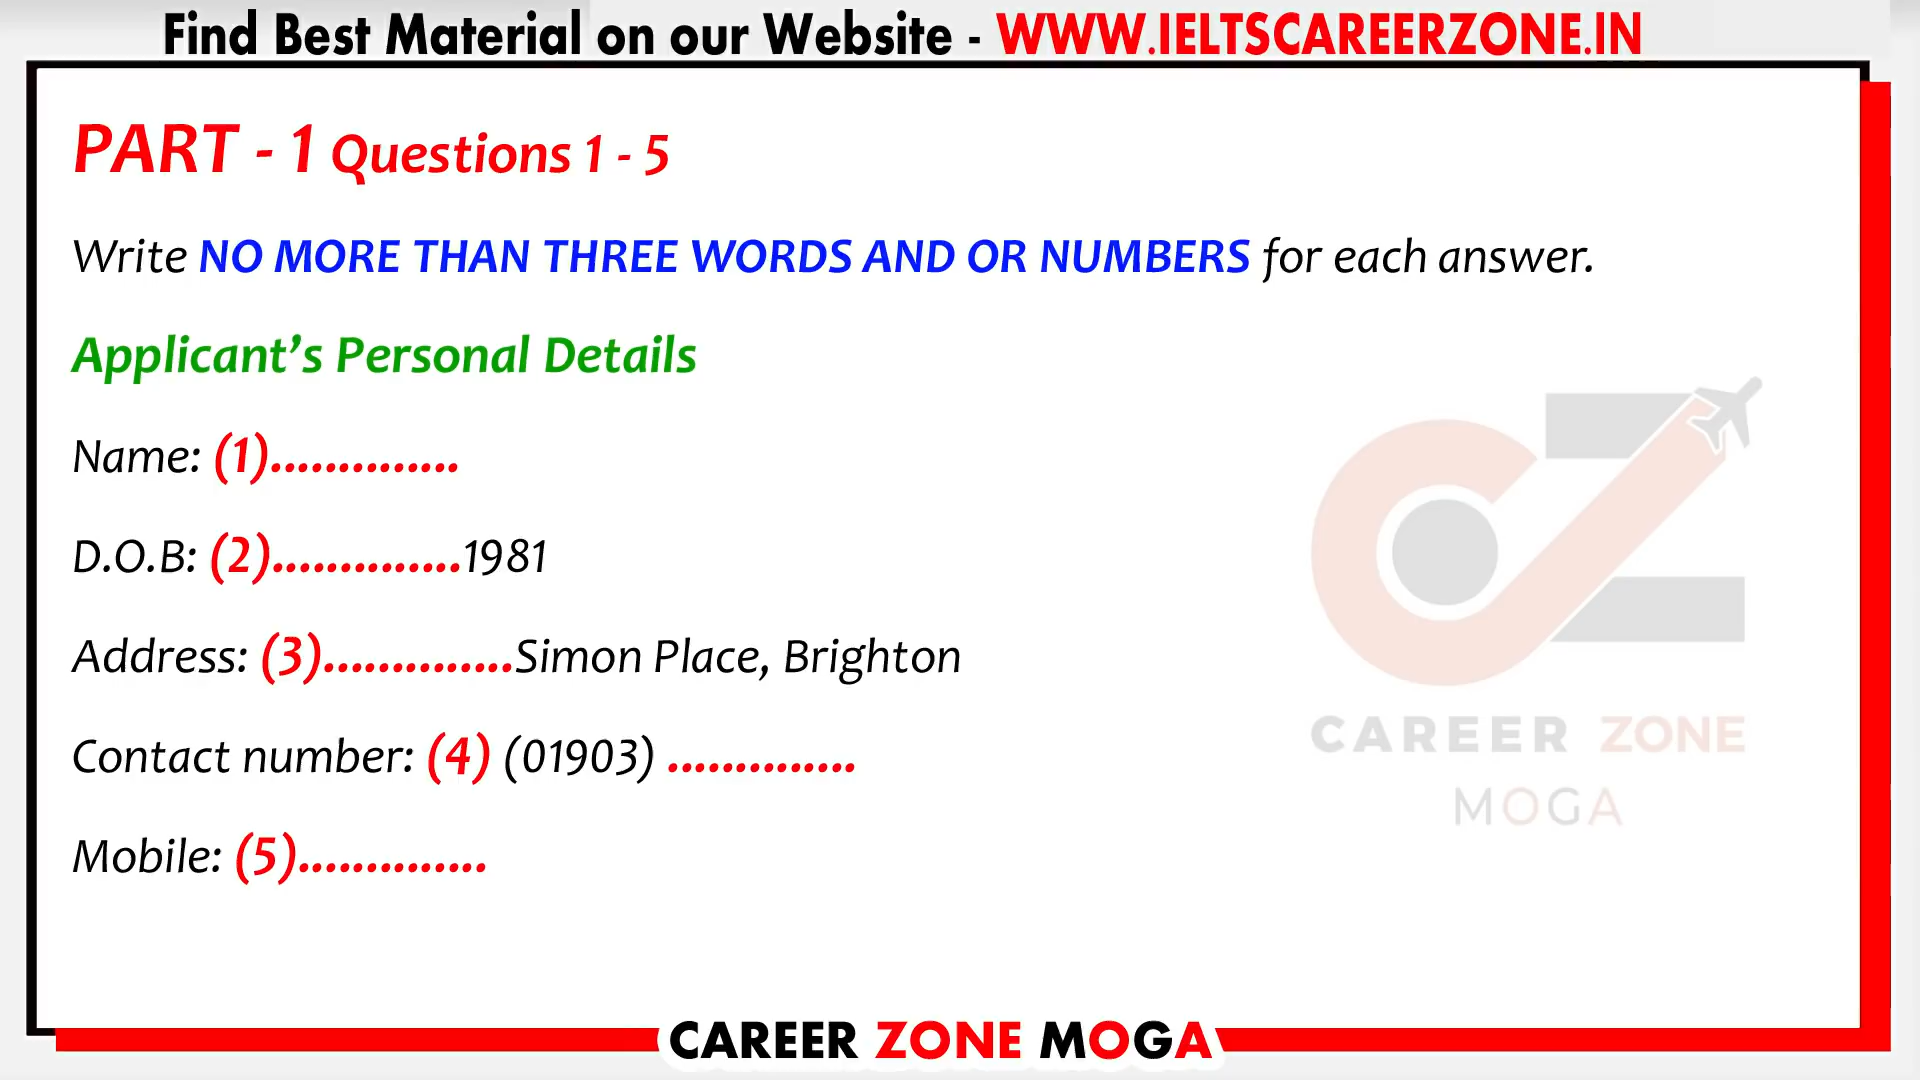 Find Best Material on our Website - WWW.IELTSCAREERZONE.IN
PART - 1 Questions 1 - 5
Write NO MORE THAN THREE WORDS AND OR NUMBERS for each answer.
Applicant’s Personal Details
Name: (1)..............
D.O.B: (2)..............1981
Address: (3)..............Simon Place, Brighton
Contact number: (4) (01903) ..............
Mobile: (5)..............
CZ
CAREER ZONE
MOGA
CAREER ZONE MOGA